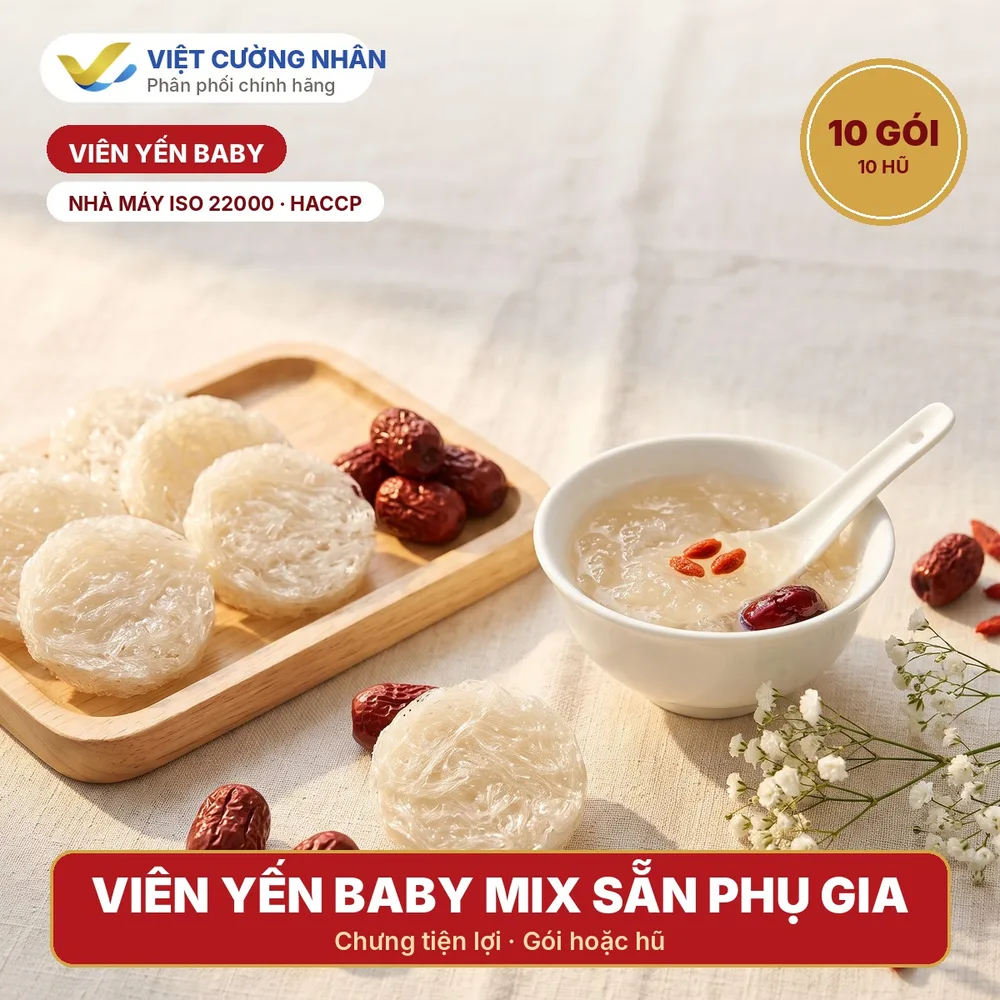 VIỆT CƯỜNG NHÂN
Phân phối chính hãng
VIÊN YẾN BABY
NHÀ MÁY ISO 22000 · HACCP
10 GÓI
10 HŨ
VIÊN YẾN BABY MIX SẴN PHỤ GIA
Chưng tiện lợi · Gói hoặc hũ